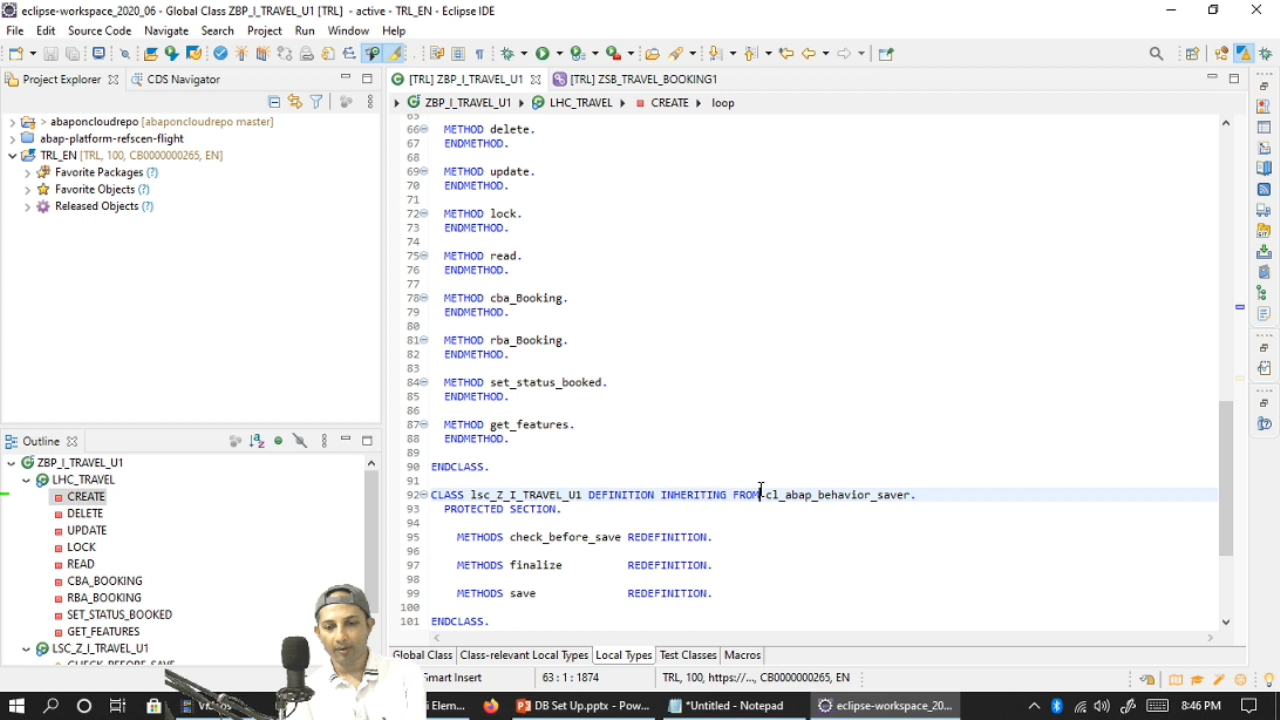 eclipse-workspace_2020_06 - Global Class ZBP_I_TRAVEL_U1 [TRL] - active - TRL_EN - Eclipse IDE
File Edit Source Code Navigate Search Project Run Window Help
Project Explorer CDS Navigator
> abaponcloudrepo [abaponcloudrepo master]
abap-platform-refscen-flight
TRL_EN [TRL, 100, CB0000000265, EN]
Favorite Packages (?)
Favorite Objects (?)
Released Objects (?)
Outline
ZBP_I_TRAVEL_U1
LHC_TRAVEL
CREATE
DELETE
UPDATE
LOCK
READ
CBA_BOOKING
RBA_BOOKING
SET_STATUS_BOOKED
GET_FEATURES
LSC_Z_I_TRAVEL_U1
CHECK_BEFORE_SAVE
[TRL] ZBP_I_TRAVEL_U1 [TRL] ZSB_TRAVEL_BOOKING1
ZBP_I_TRAVEL_U1 LHC_TRAVEL CREATE loop
65
66 METHOD delete.
67 ENDMETHOD.
68
69 METHOD update.
70 ENDMETHOD.
71
72 METHOD lock.
73 ENDMETHOD.
74
75 METHOD read.
76 ENDMETHOD.
77
78 METHOD cba_Booking.
79 ENDMETHOD.
80
81 METHOD rba_Booking.
82 ENDMETHOD.
83
84 METHOD set_status_booked.
85 ENDMETHOD.
86
87 METHOD get_features.
88 ENDMETHOD.
89
90 ENDCLASS.
91
92 CLASS lsc_Z_I_TRAVEL_U1 DEFINITION INHERITING FROM cl_abap_behavior_saver.
93 PROTECTED SECTION.
94
95 METHODS check_before_save REDEFINITION.
96
97 METHODS finalize REDEFINITION.
98
99 METHODS save REDEFINITION.
100
101 ENDCLASS.
Global Class Class-relevant Local Types Local Types Test Classes Macros
Smart Insert 63 : 1 : 1874 TRL, 100, https://..., CB0000000265, EN
DB Set Up.pptx - Pow... *Untitled - Notepad eclipse-workspace_20... 8:46 PM